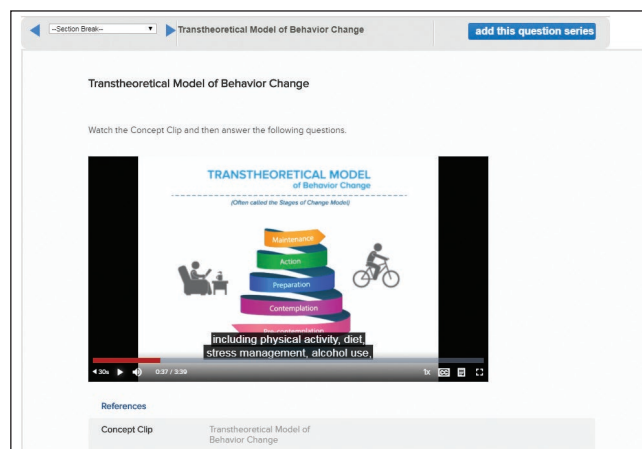 --Section Break--
Transtheoretical Model of Behavior Change
add this question series
Transtheoretical Model of Behavior Change
Watch the Concept Clip and then answer the following questions.
TRANSTHEORETICAL MODEL
of Behavior Change
(Often called the Stages of Change Model)
Maintenance
Action
Preparation
Contemplation
Pre-contemplation
including physical activity, diet,
stress management, alcohol use,
30s
0:37 / 3:39
1x
CC
References
Concept Clip
Transtheoretical Model of
Behavior Change